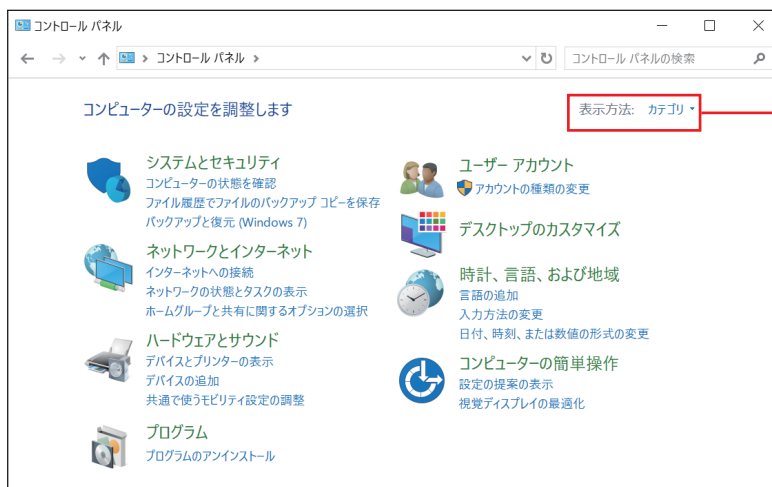 コントロール パネル
コントロール パネル
コントロール パネルの検索
コンピューターの設定を調整します
表示方法: カテゴリ
システムとセキュリティ
コンピューターの状態を確認
ファイル履歴でファイルのバックアップ コピーを保存
バックアップと復元 (Windows 7)
ネットワークとインターネット
インターネットへの接続
ネットワークの状態とタスクの表示
ホームグループと共有に関するオプションの選択
ハードウェアとサウンド
デバイスとプリンターの表示
デバイスの追加
共通で使うモビリティ設定の調整
プログラム
プログラムのアンインストール
ユーザー アカウント
アカウントの種類の変更
デスクトップのカスタマイズ
時計、言語、および地域
言語の追加
入力方法の変更
日付、時刻、または数値の形式の変更
コンピューターの簡単操作
設定の提案の表示
視覚ディスプレイの最適化